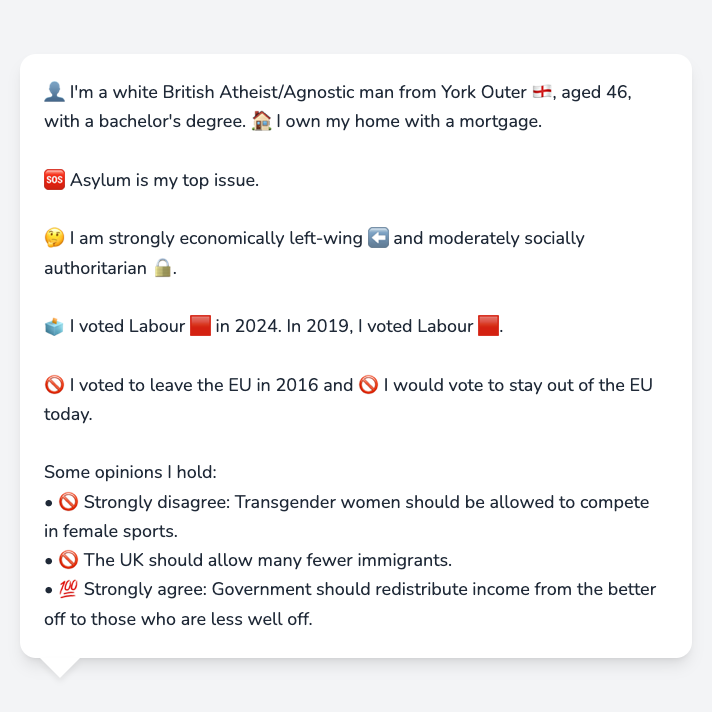 👤 I'm a white British Atheist/Agnostic man from York Outer 🏴󠁧󠁢󠁥󠁮󠁧󠁿, aged 46,
with a bachelor's degree. 🏠 I own my home with a mortgage.
🆘 Asylum is my top issue.
🤔 I am strongly economically left-wing ⬅️ and moderately socially
authoritarian 🔒.
🗳️ I voted Labour 🟥 in 2024. In 2019, I voted Labour 🟥.
🚫 I voted to leave the EU in 2016 and 🚫 I would vote to stay out of the EU
today.
Some opinions I hold:
• 🚫 Strongly disagree: Transgender women should be allowed to compete
in female sports.
• 🚫 The UK should allow many fewer immigrants.
• 💯 Strongly agree: Government should redistribute income from the better
off to those who are less well off.